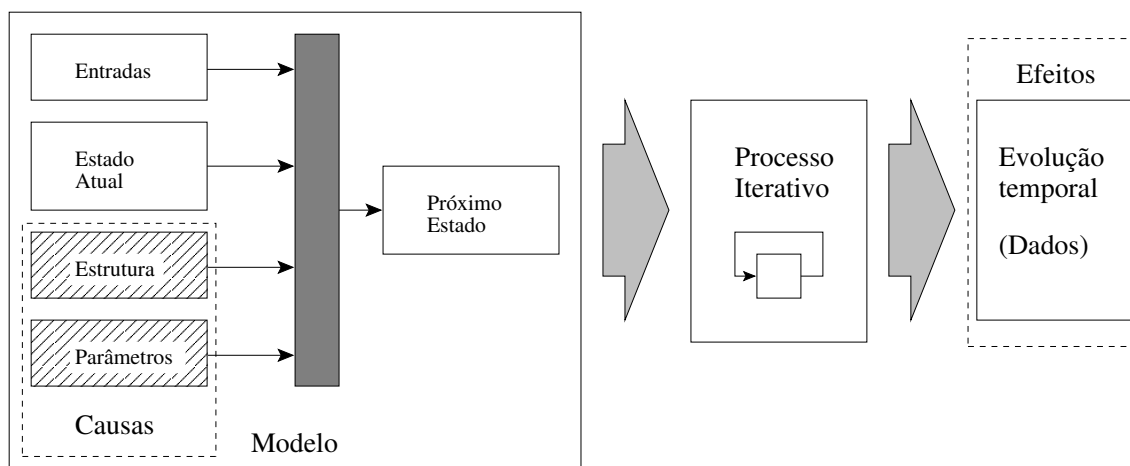 Entradas
Estado
Atual
Estrutura
Parâmetros
Causas
Modelo
Próximo
Estado
Processo
Iterativo
Efeitos
Evolução
temporal
(Dados)